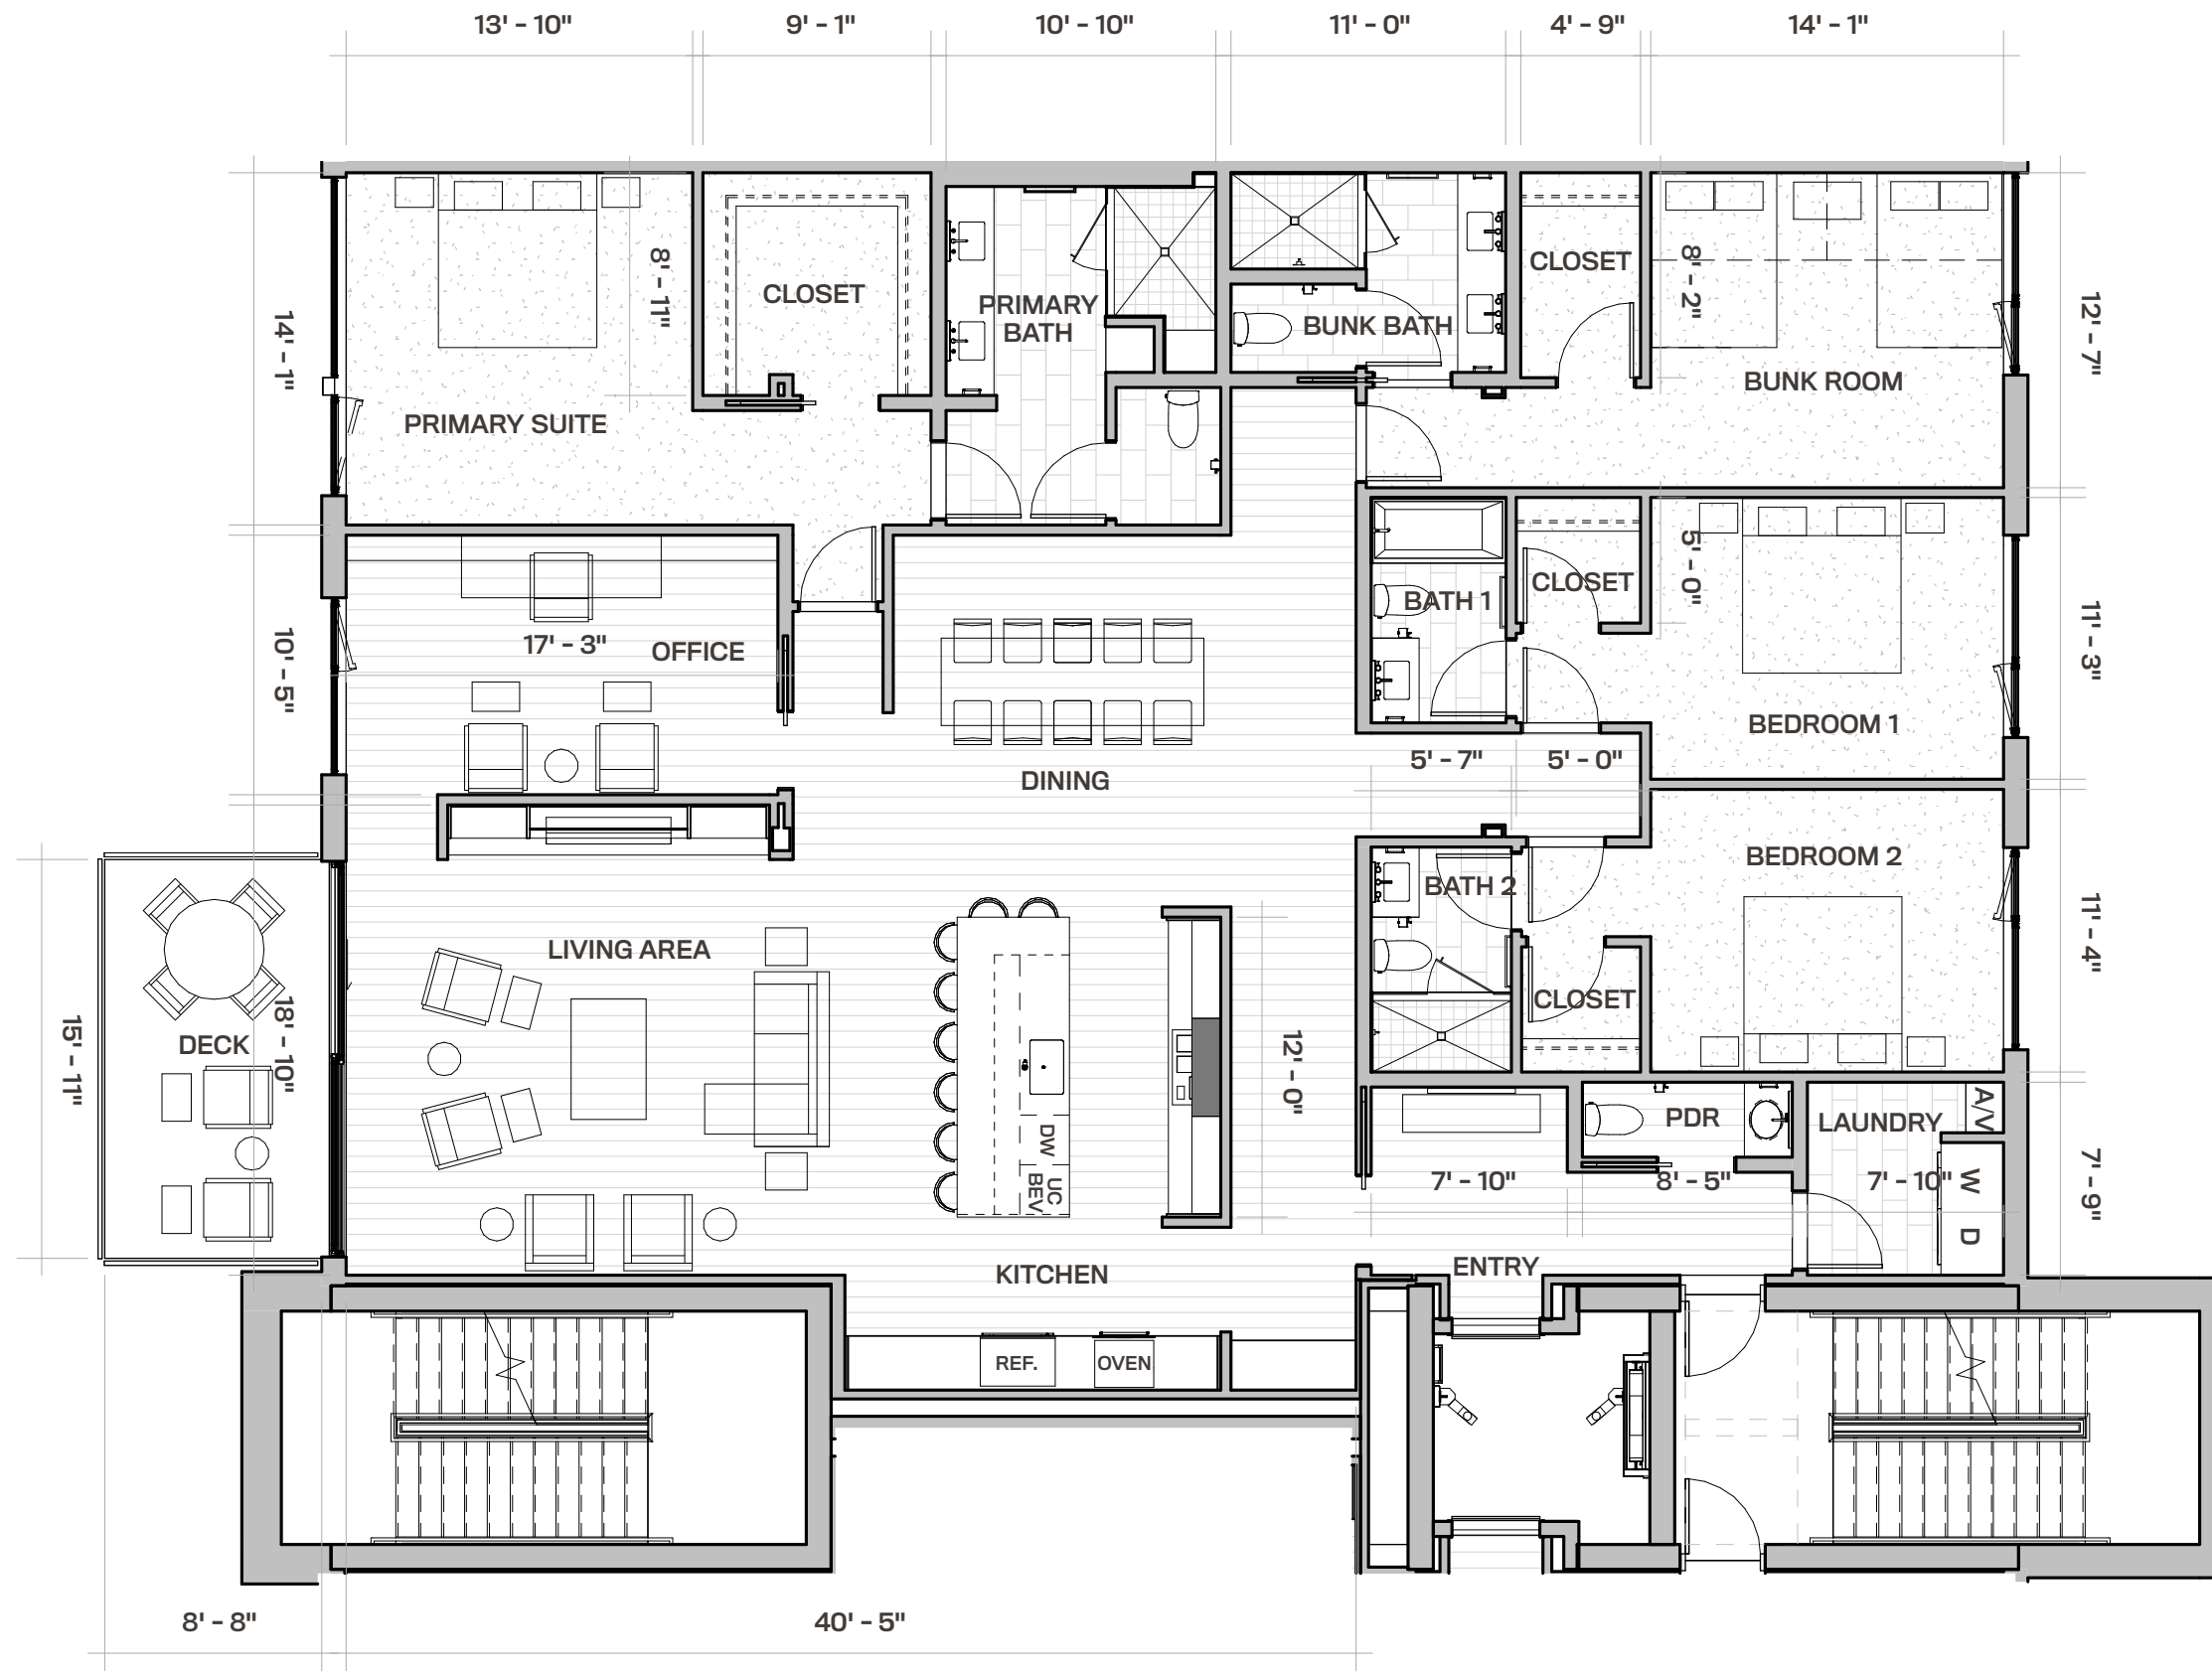 13' - 10"
9' - 1"
10' - 10"
11' - 0"
4' - 9"
14' - 1"
8' - 11"
CLOSET
PRIMARY
BATH
BUNK BATH
CLOSET
8' - 2"
BUNK ROOM
12' - 7"
14' - 1"
PRIMARY SUITE
10' - 5"
17' - 3"
OFFICE
DINING
BATH 1
CLOSET
5' - 0"
BEDROOM 1
11' - 3"
5' - 7"
5' - 0"
BATH 2
BEDROOM 2
CLOSET
11' - 4"
LIVING AREA
15' - 11"
DECK
18' - 10"
DW
UC
BEV
12' - 0"
PDR
LAUNDRY
A/V
7' - 10"
8' - 5"
7' - 10"
W
D
7' - 9"
KITCHEN
ENTRY
REF.
OVEN
8' - 8"
40' - 5"